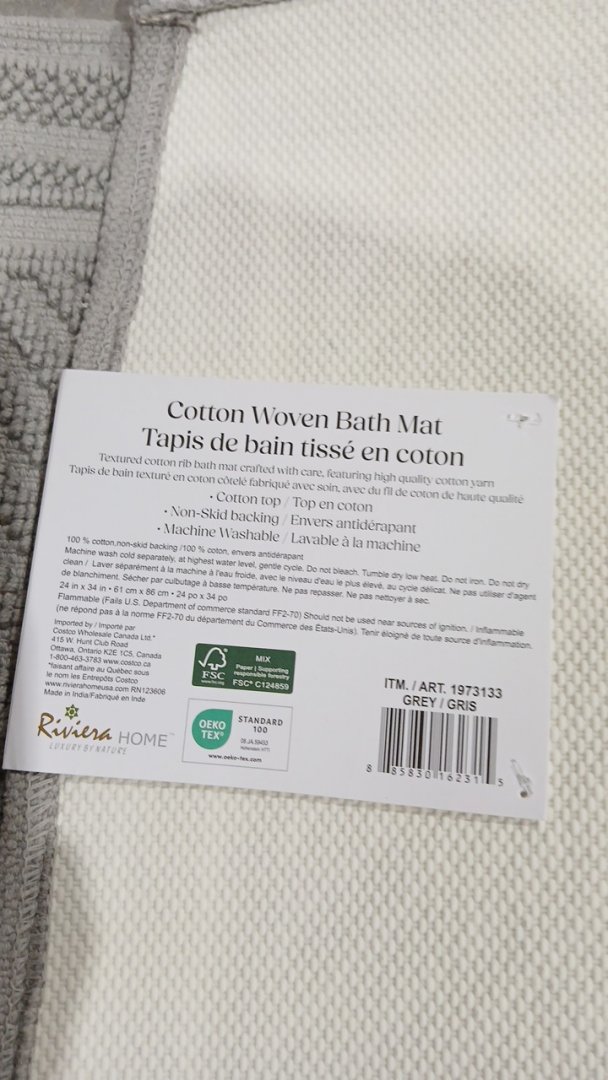 Cotton Woven Bath Mat
Tapis de bain tissé en coton
Textured cotton rib bath mat crafted with care, featuring high quality cotton yarn
Tapis de bain texturé en coton côtelé fabriqué avec soin, avec du fil de coton de haute qualité
• Cotton top / Top en coton
• Non-Skid backing / Envers antidérapant
• Machine Washable / Lavable à la machine
100 % cotton,non-skid backing /100 % coton, envers antidérapant
Machine wash cold separately, at highest water level, gentle cycle. Do not bleach. Tumble dry low heat. Do not iron. Do not dry
clean / Laver séparément à la machine à l'eau froide, avec le niveau d'eau le plus élevé, au cycle délicat. Ne pas utiliser d'agent
de blanchiment. Sécher par culbutage à basse température. Ne pas repasser. Ne pas nettoyer à sec.
24 in x 34 in • 61 cm x 86 cm • 24 po x 34 po
Flammable (Fails U.S. Department of commerce standard FF2-70) Should not be used near sources of ignition. / Inflammable
(ne répond pas à la norme FF2-70 du département du Commerce des États-Unis). Tenir éloigné de toute source d'inflammation.
Imported by / Importé par
Costco Wholesale Canada Ltd.*
415 W. Hunt Club Road
Ottawa, Ontario K2E 1C5, Canada
1-800-463-3783 www.costco.ca
*faisant affaire au Québec sous
le nom les Entrepôts Costco
www.rivierahomeusa.com RN123606
Made in India/Fabriqué en Inde
Riviera HOME™
LUXURY BY NATURE
FSC
www.fsc.org
MIX
Paper | Supporting
responsible forestry
FSC® C124859
OEKO
TEX®
STANDARD
100
www.oeko-tex.com
ITM. / ART. 1973133
GREY / GRIS
8 85830 16231 5